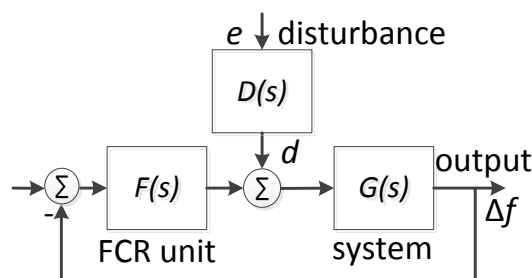 e disturbance
D(s)
d
output
Σ F(s) Σ G(s)
-
Δf
FCR unit system